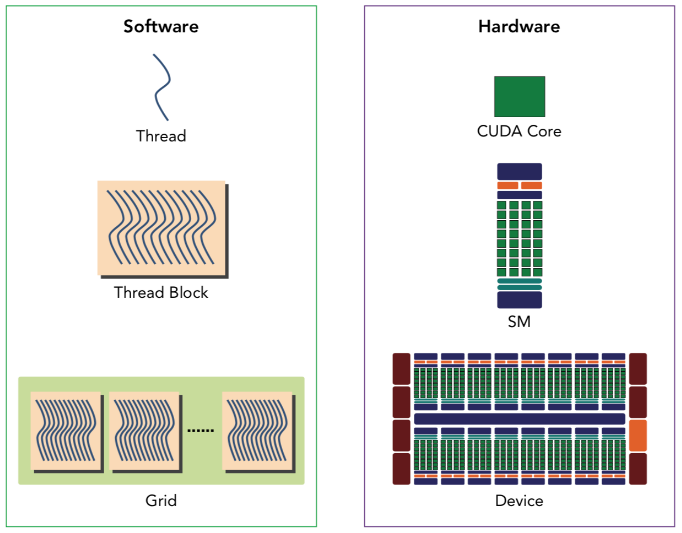 Software
Thread
Thread Block
Grid
Hardware
CUDA Core
SM
Device